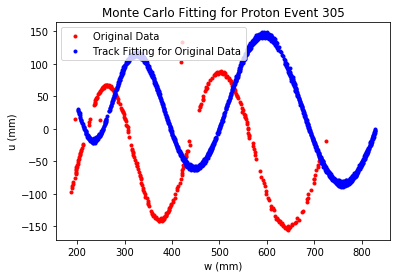 Monte Carlo Fitting for Proton Event 305
Original Data
Track Fitting for Original Data
150
100
50
0
−50
−100
−150
u (mm)
200 300 400 500 600 700 800
w (mm)